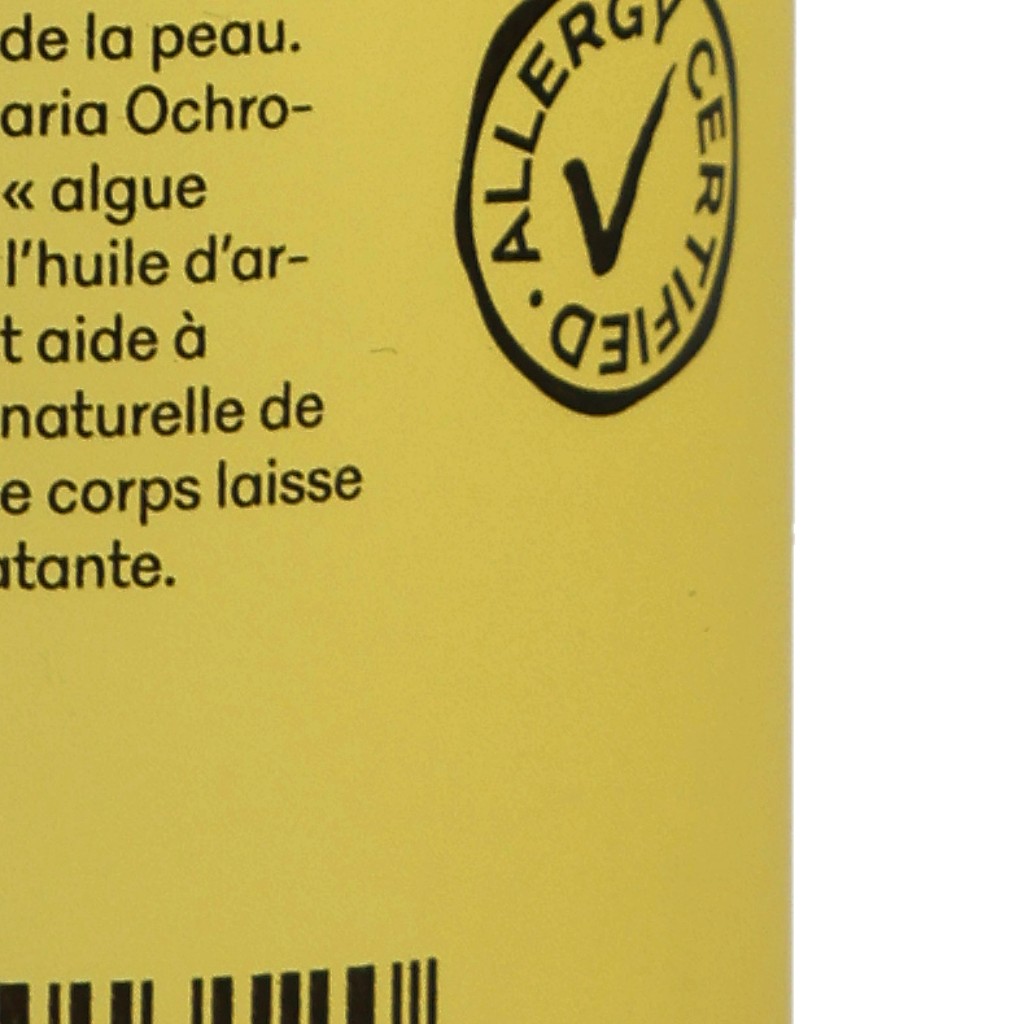 de la peau.
aria Ochro-
« algue
l'huile d'ar-
t aide à
naturelle de
e corps laisse
atante.
ALLERGY CERTIFIED •